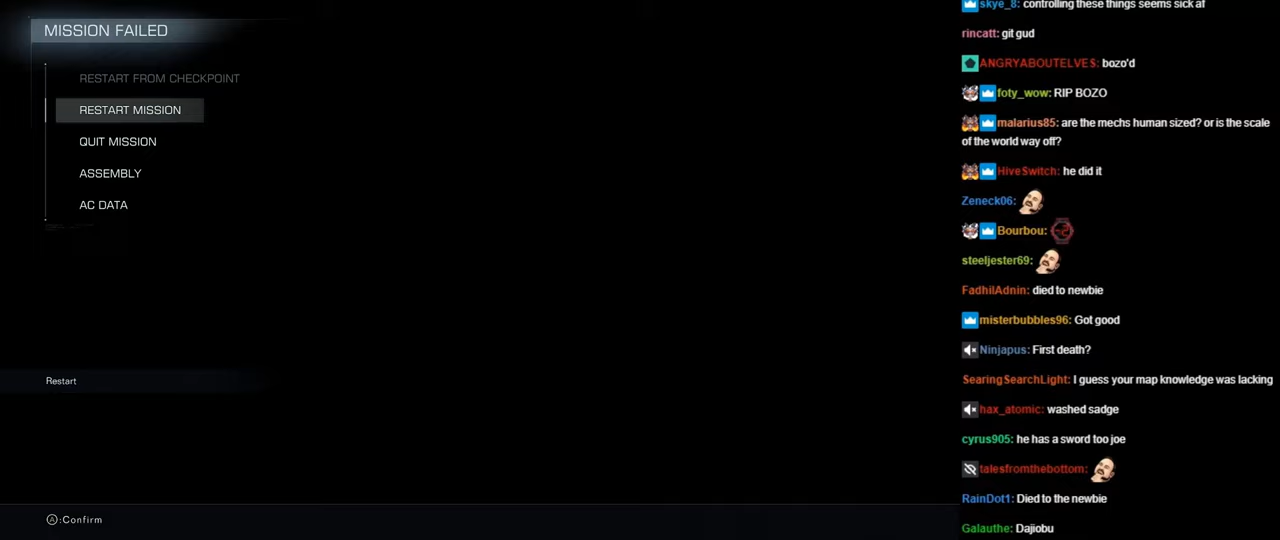 MISSION FAILED
RESTART FROM CHECKPOINT
RESTART MISSION
QUIT MISSION
ASSEMBLY
AC DATA
Restart
Ⓐ:Confirm
skye_8: controlling these things seems sick af
rincatt: git gud
ANGRYABOUTELVES: bozo'd
foty_wow: RIP BOZO
malarius85: are the mechs human sized? or is the scale
of the world way off?
HiveSwitch: he did it
Zeneck06:
Bourbou:
steeljester69:
FadhilAdnin: died to newbie
misterbubbles96: Got good
Ninjapus: First death?
SearingSearchLight: I guess your map knowledge was lacking
hax_atomic: washed sadge
cyrus905: he has a sword too joe
talesfromthebottom:
RainDot1: Died to the newbie
Galauthe: Dajiobu